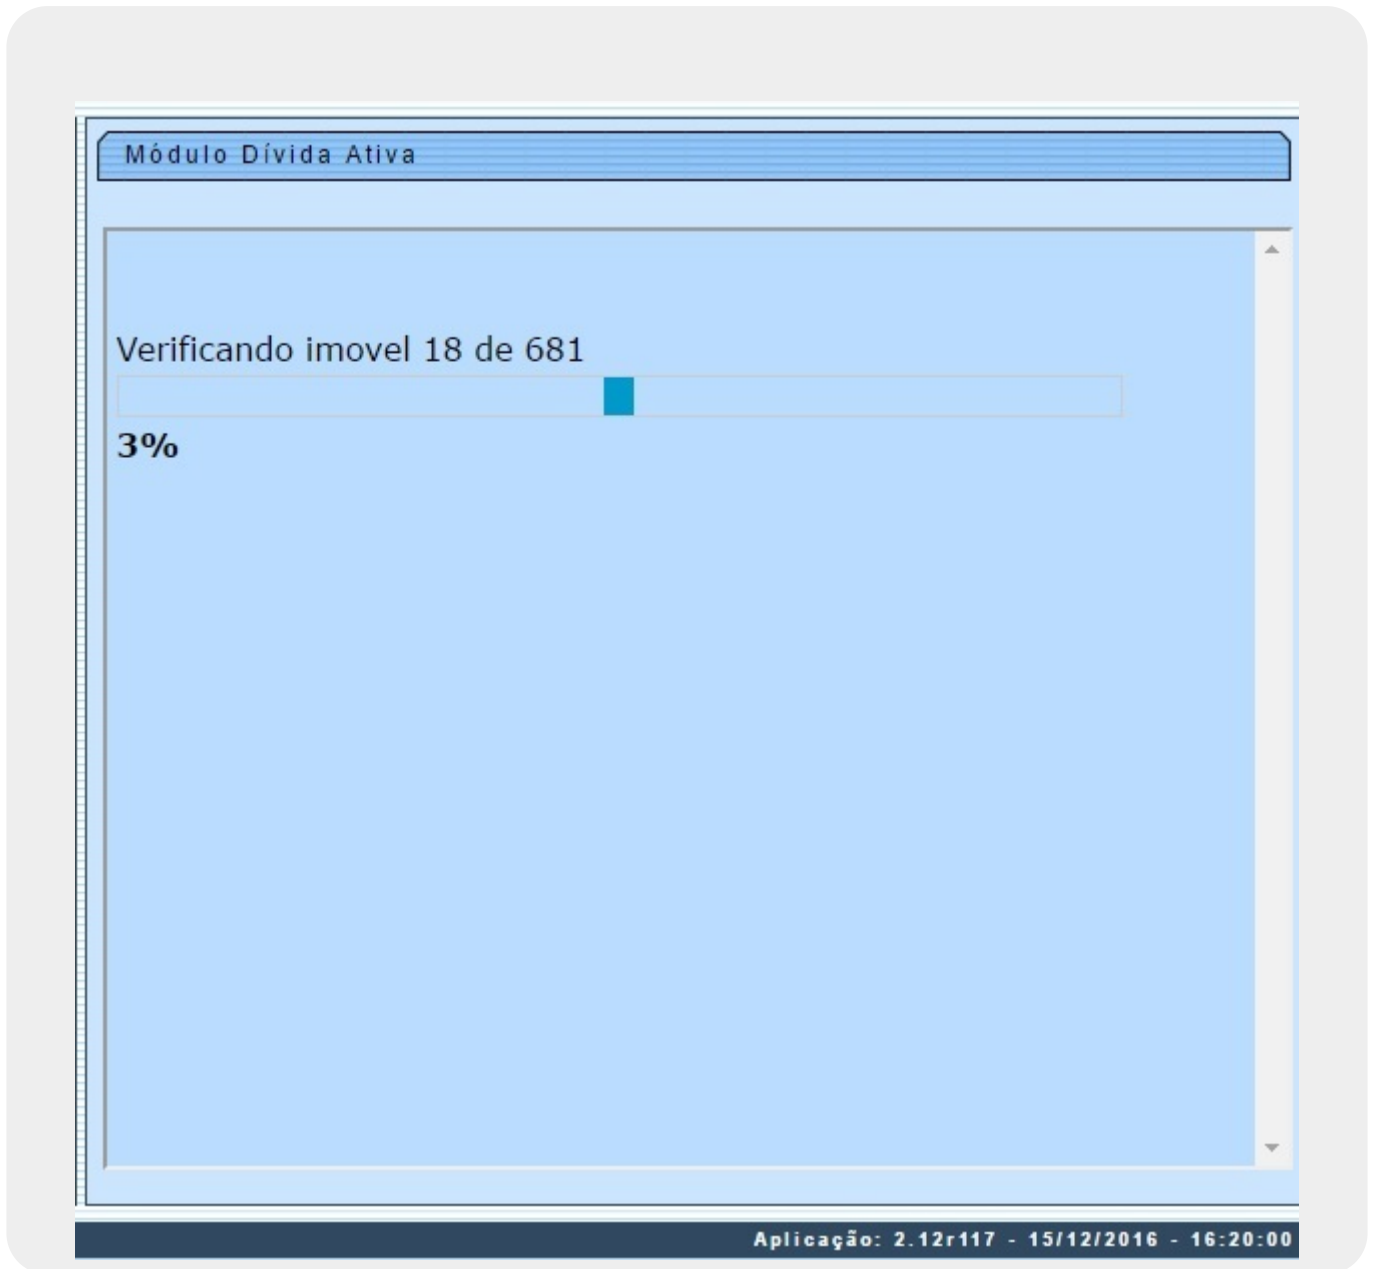 Módulo Dívida Ativa
Verificando imovel 18 de 681
3%
Aplicação: 2.12r117 - 15/12/2016 - 16:20:00